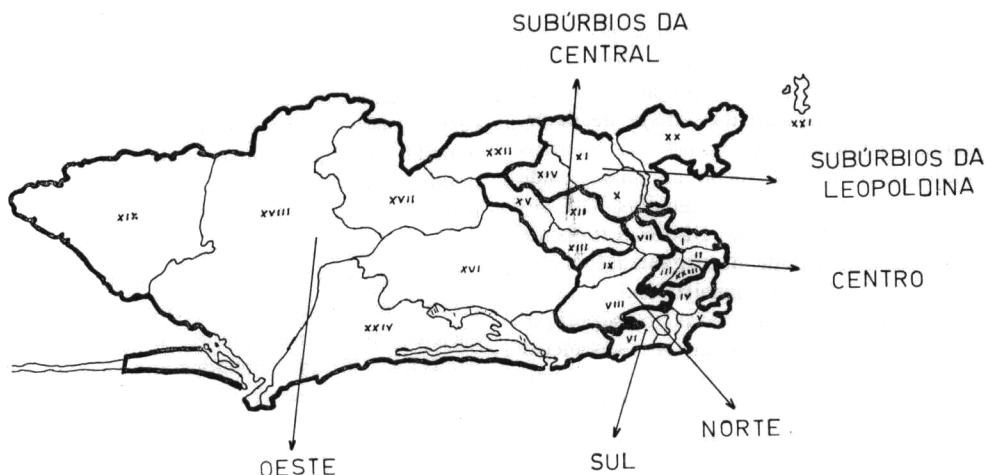 SUBÚRBIOS DA
CENTRAL
XXI
XX
XXII
XI
XIV
SUBÚRBIOS DA
LEOPOLDINA
X
XIX
XVIII
XVII
XV
XII
XIII
VII
I
II
III
XXIII
CENTRO
IX
XVI
VIII
IV
V
XXIV
VI
NORTE
OESTE
SUL